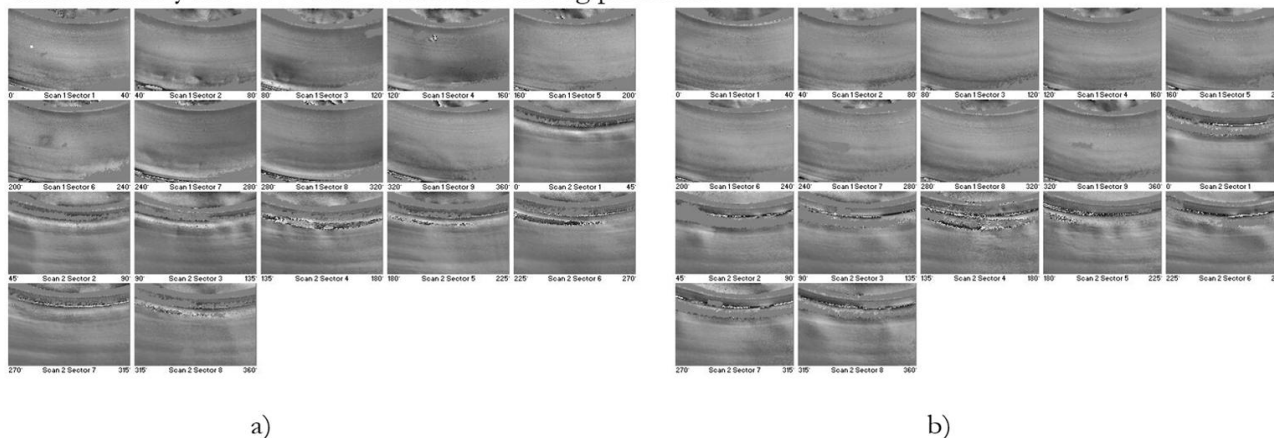 0' Scan 1 Sector 1 40' 40' Scan 1 Sector 2 80' 80' Scan 1 Sector 3 120' 120' Scan 1 Sector 4 160' 160' Scan 1 Sector 5 200'
200' Scan 1 Sector 6 240' 240' Scan 1 Sector 7 280' 280' Scan 1 Sector 8 320' 320' Scan 1 Sector 9 360' 0' Scan 2 Sector 1 45'
45' Scan 2 Sector 2 90' 90' Scan 2 Sector 3 135' 135' Scan 2 Sector 4 180' 180' Scan 2 Sector 5 225' 225' Scan 2 Sector 6 270'
270' Scan 2 Sector 7 315' 315' Scan 2 Sector 8 360'
a)
0' Scan 1 Sector 1 40' 40' Scan 1 Sector 2 80' 80' Scan 1 Sector 3 120' 120' Scan 1 Sector 4 160' 160' Scan 1 Sector 5
200' Scan 1 Sector 6 240' 240' Scan 1 Sector 7 280' 280' Scan 1 Sector 8 320' 320' Scan 1 Sector 9 360' 0' Scan 2 Sector 1
45' Scan 2 Sector 2 90' 90' Scan 2 Sector 3 135' 135' Scan 2 Sector 4 180' 180' Scan 2 Sector 5 225' 225' Scan 2 Sector 6
270' Scan 2 Sector 7 315' 315' Scan 2 Sector 8 360'
b)